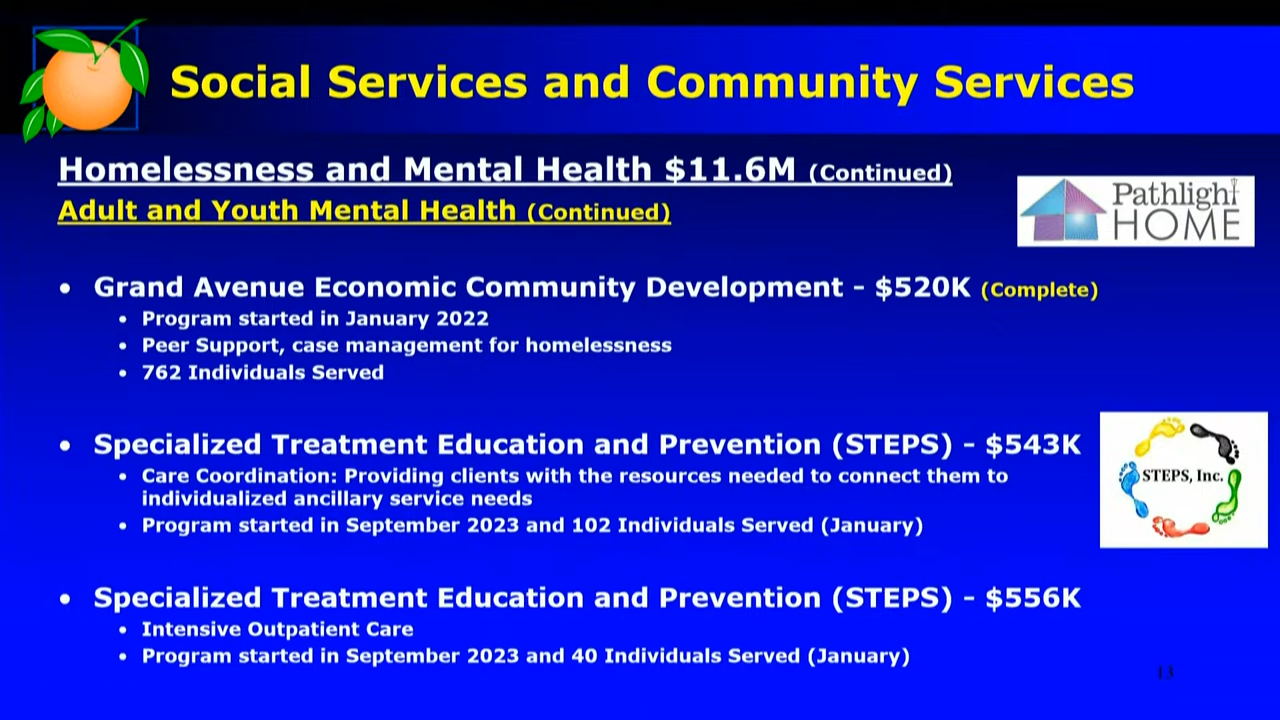 Social Services and Community Services
Homelessness and Mental Health $11.6M (Continued)
Adult and Youth Mental Health (Continued)
Pathlight
HOME
• Grand Avenue Economic Community Development - $520K (Complete)
• Program started in January 2022
• Peer Support, case management for homelessness
• 762 Individuals Served
• Specialized Treatment Education and Prevention (STEPS) - $543K
• Care Coordination: Providing clients with the resources needed to connect them to
individualized ancillary service needs
• Program started in September 2023 and 102 Individuals Served (January)
STEPS, Inc.
• Specialized Treatment Education and Prevention (STEPS) - $556K
• Intensive Outpatient Care
• Program started in September 2023 and 40 Individuals Served (January)
13